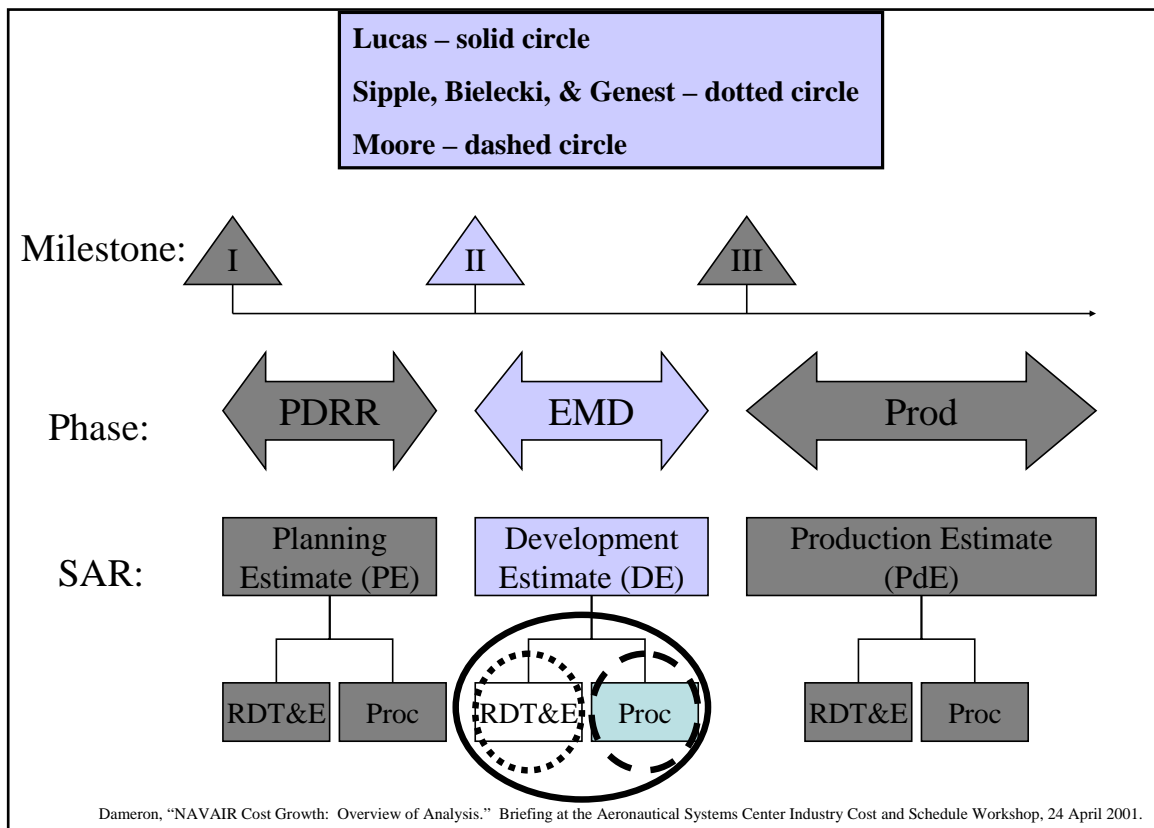 Lucas – solid circle
Sipple, Bielecki, & Genest – dotted circle
Moore – dashed circle
Milestone:
I
II
III
Phase:
PDRR
EMD
Prod
SAR:
Planning
Estimate (PE)
Development
Estimate (DE)
Production Estimate
(PdE)
RDT&E
Proc
RDT&E
Proc
RDT&E
Proc
Dameron, “NAVAIR Cost Growth: Overview of Analysis.” Briefing at the Aeronautical Systems Center Industry Cost and Schedule Workshop, 24 April 2001.